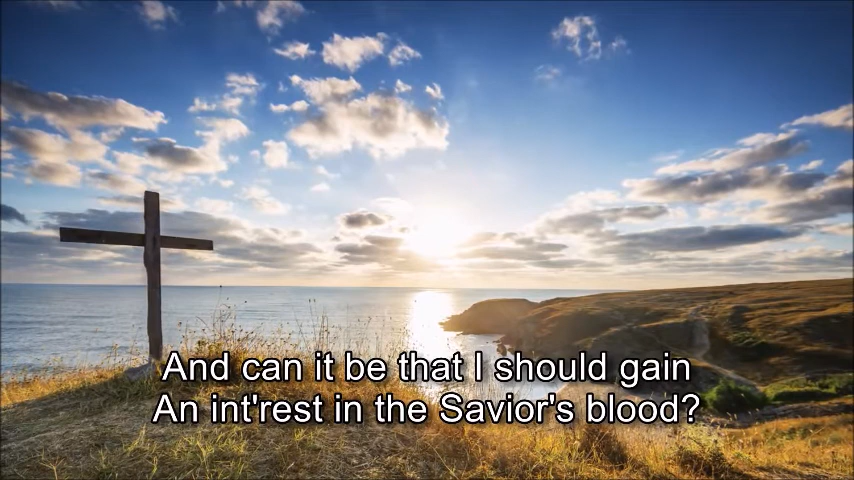 And can it be that I should gain
An int'rest in the Savior's blood?